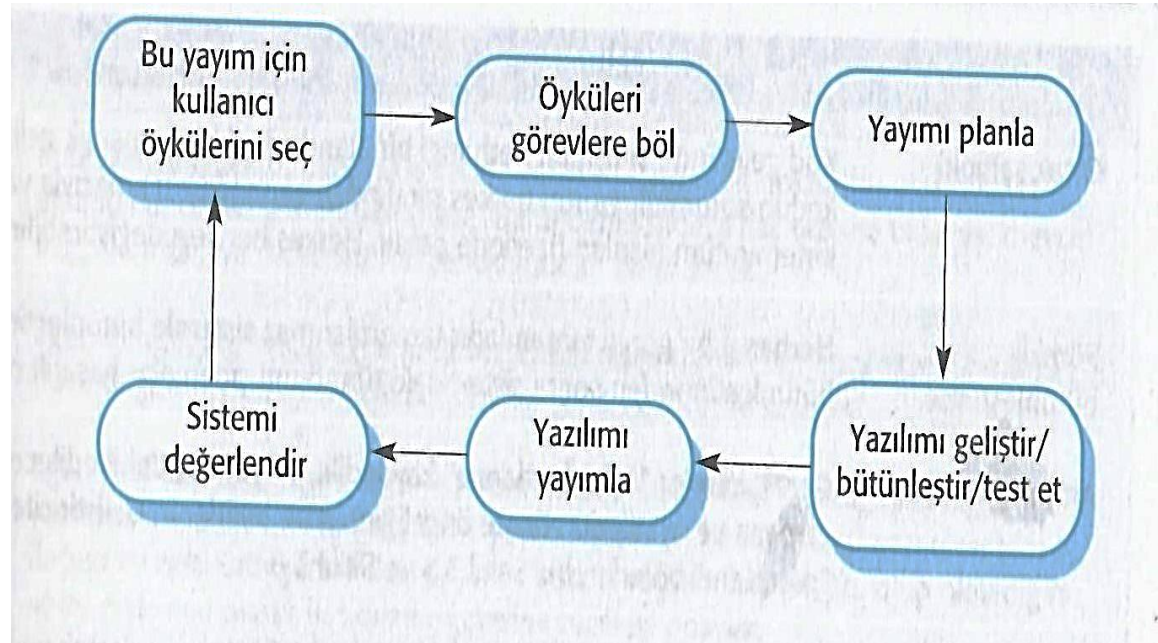 Bu yayım için
kullanıcı
öykülerini seç
Öyküleri
görevlere böl
Yayımı planla
Yazılımı geliştir/
bütünleştir/test et
Yazılımı
yayımla
Sistemi
değerlendir